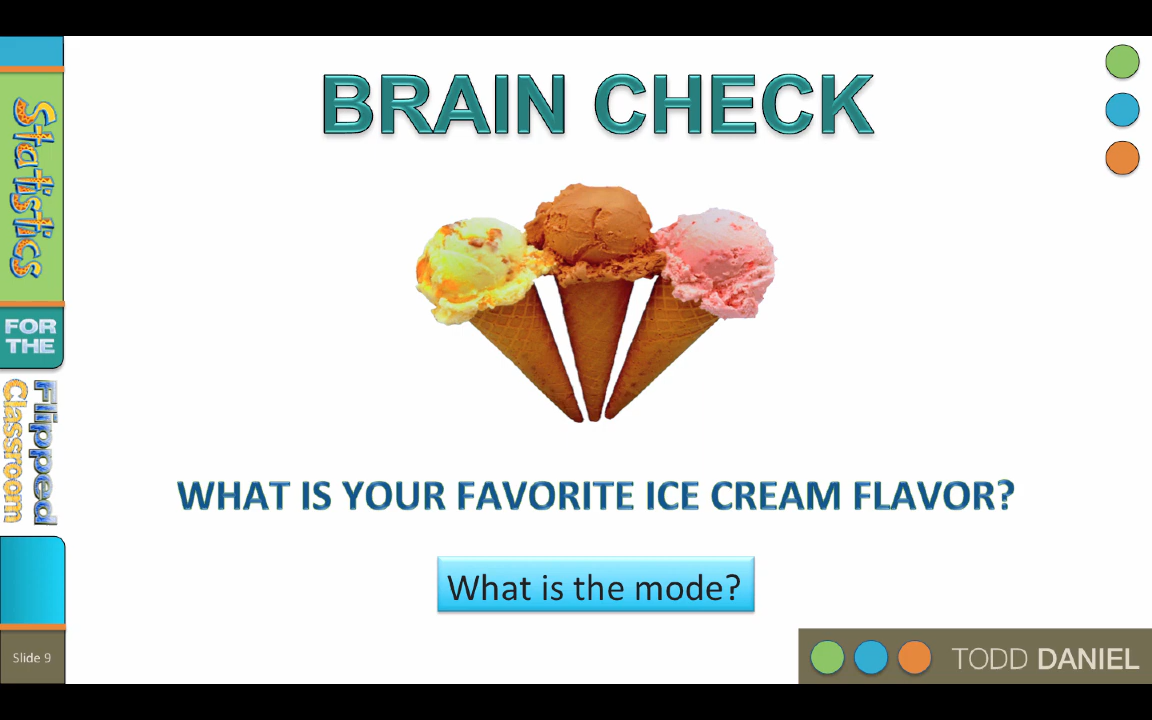 BRAIN CHECK
Statistics
FOR
THE
Flipped
Classroom
WHAT IS YOUR FAVORITE ICE CREAM FLAVOR?
What is the mode?
Slide 9
TODD DANIEL